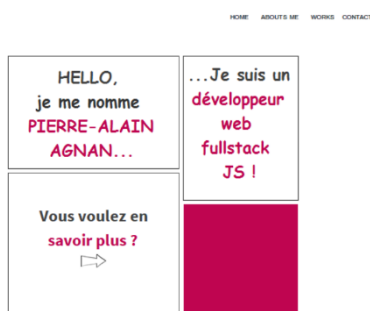 HOME ABOUTS ME WORKS CONTACT
HELLO,
je me nomme
PIERRE-ALAIN
AGNAN...
...Je suis un
développeur
web
fullstack
JS !
Vous voulez en
savoir plus ?